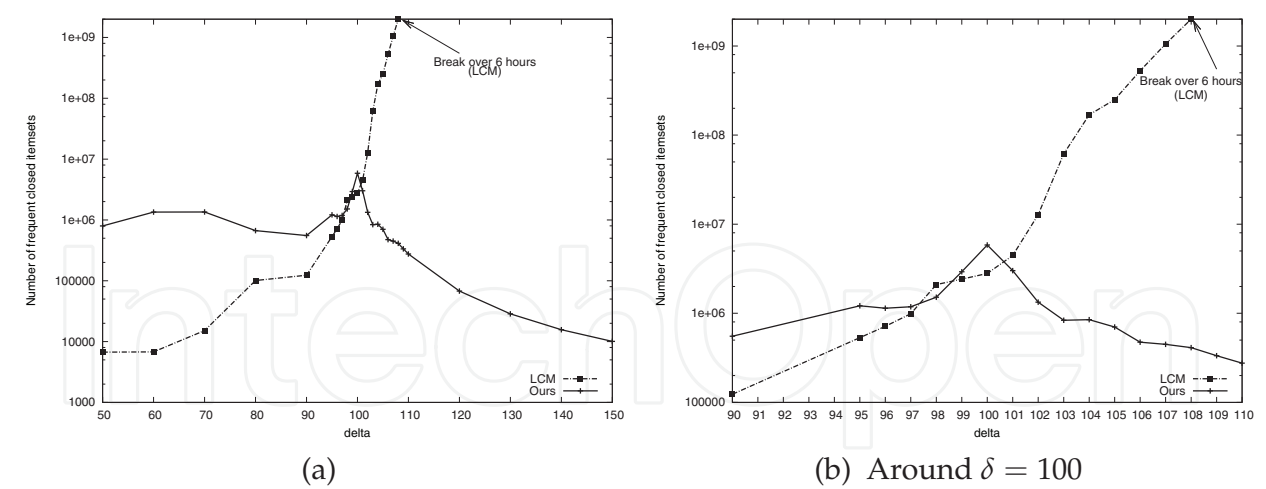 1e+09
1e+08
1e+07
1e+06
100000
10000
1000
Number of frequent closed itemsets
Break over 6 hours
(LCM)
LCM
Ours
50 60 70 80 90 100 110 120 130 140 150
delta
(a)
1e+09
1e+08
1e+07
1e+06
100000
Number of frequent closed itemsets
Break over 6 hours
(LCM)
LCM
Ours
90 91 92 93 94 95 96 97 98 99 100 101 102 103 104 105 106 107 108 109 110
delta
(b) Around δ = 100
IntechOpen